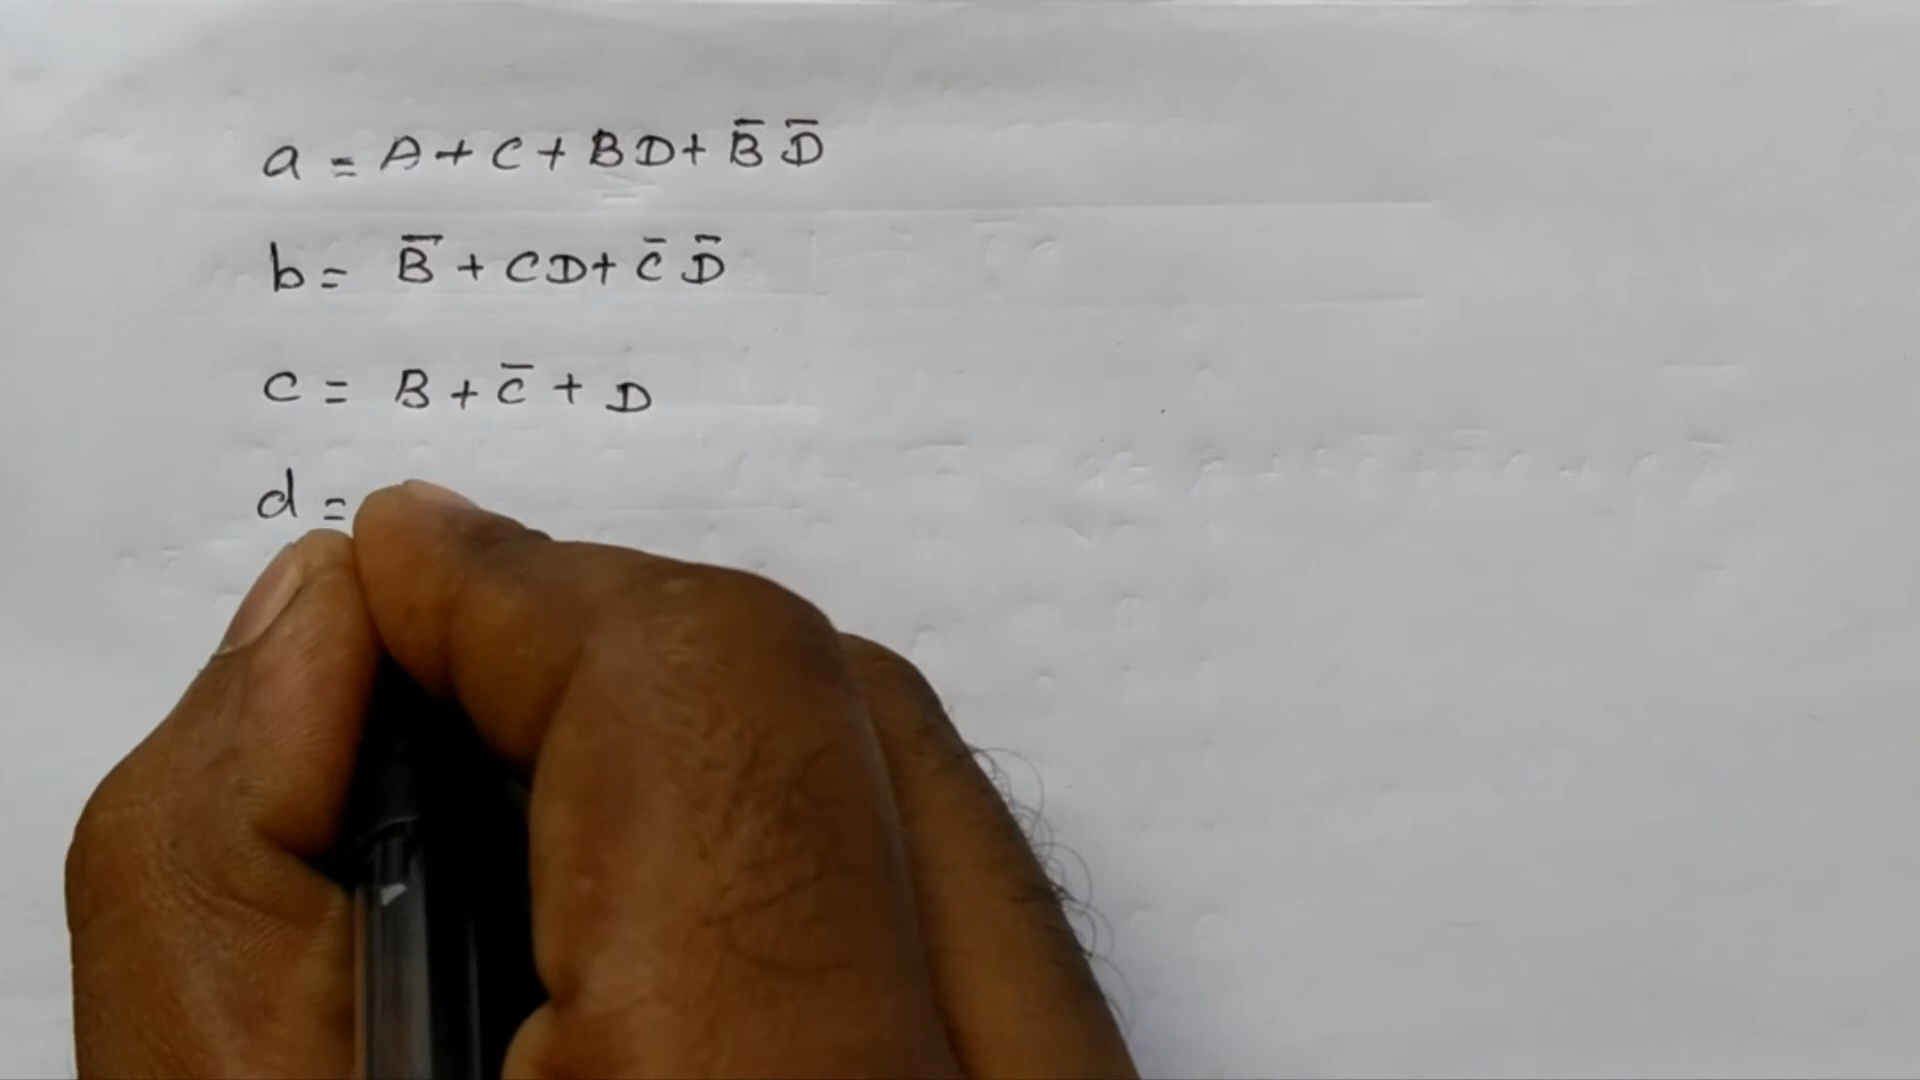 a = A + C + BD + B̅ D̅
b = B̅ + CD + C̅ D̅
c = B + C̅ + D
d =